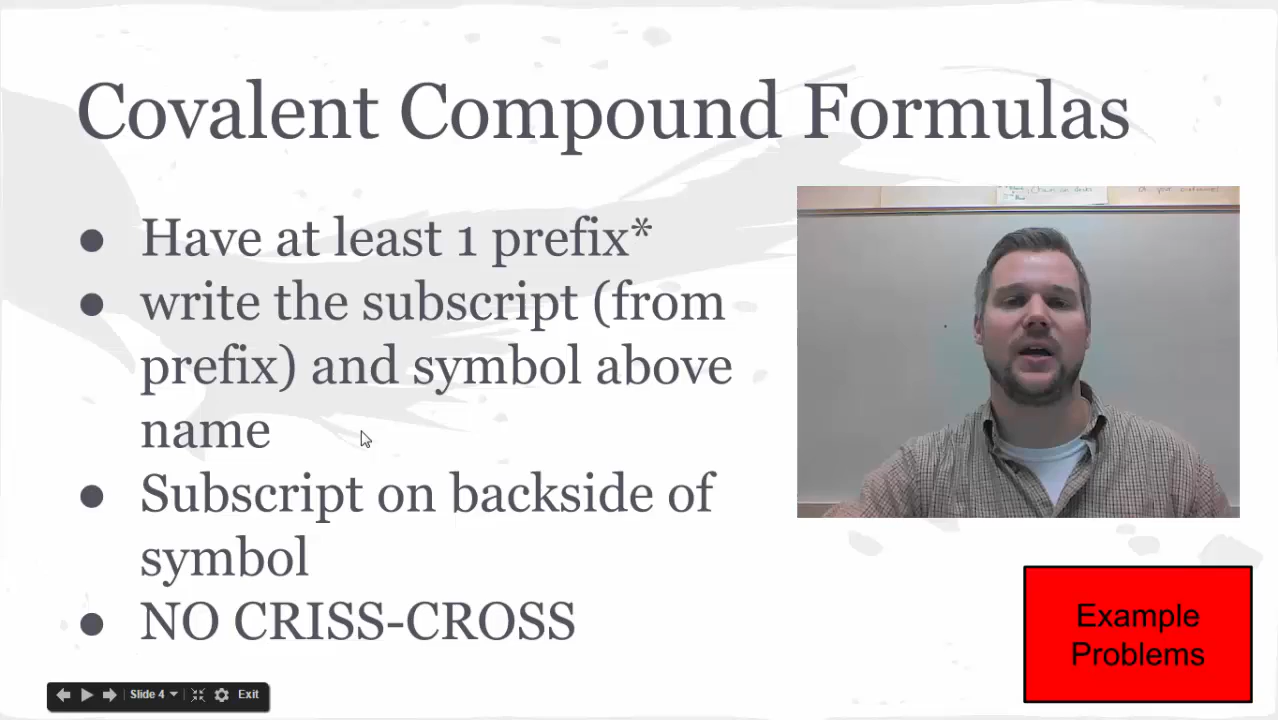 Covalent Compound Formulas
● Have at least 1 prefix*
● write the subscript (from
prefix) and symbol above
name
● Subscript on backside of
symbol
● NO CRISS-CROSS
Example
Problems
Slide 4
Exit